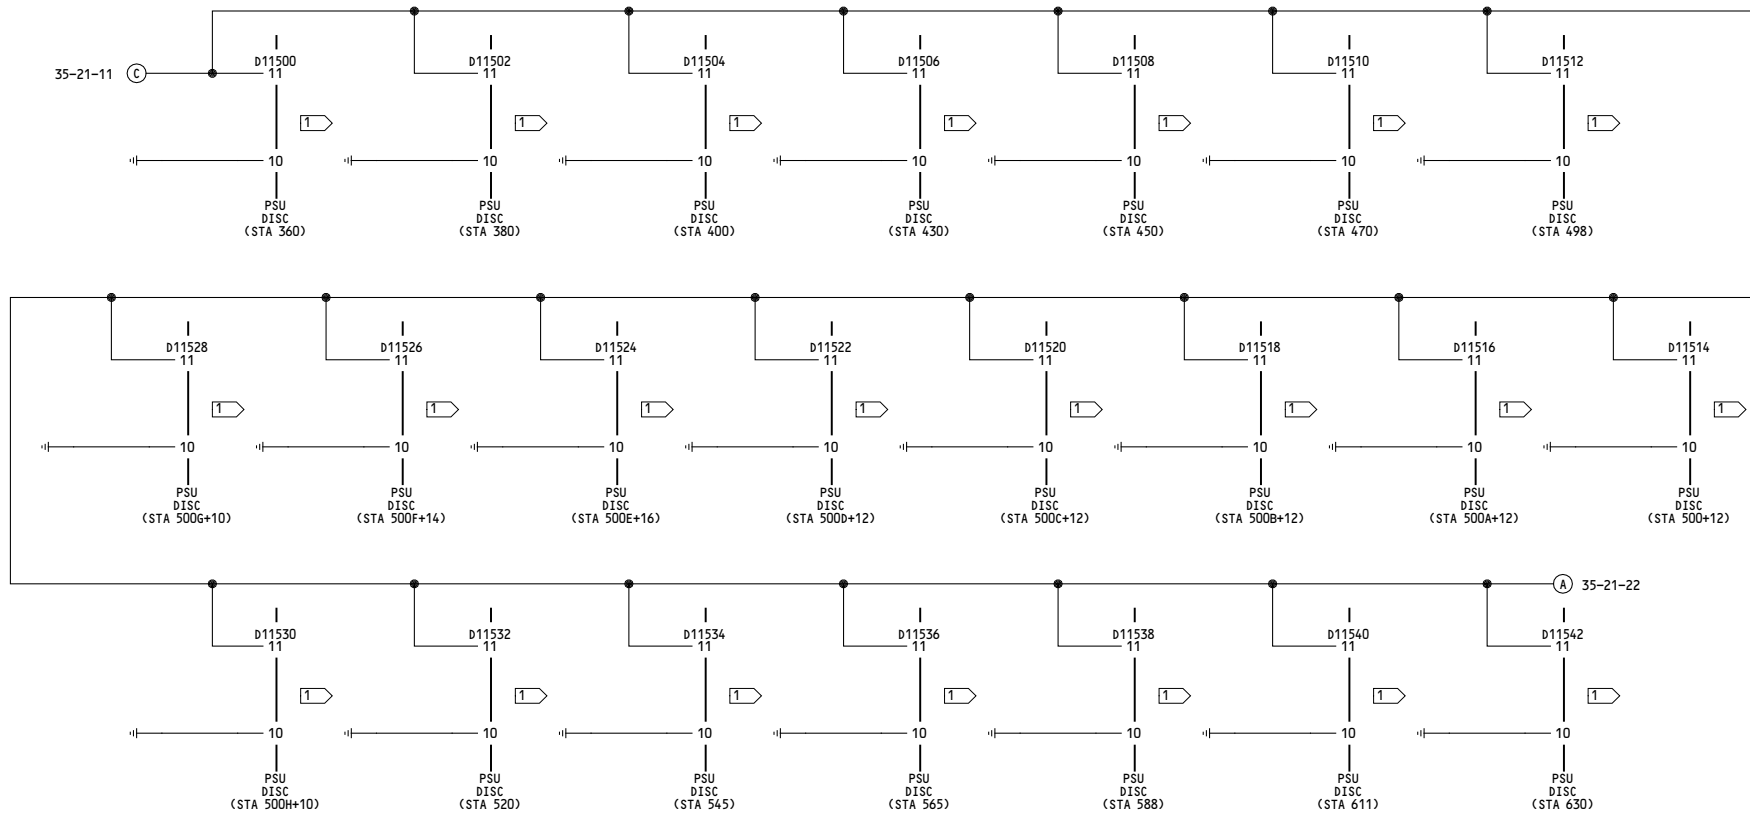 D11500 D11502 D11504 D11506 D11508 D11510 D11512
35-21-11 C 11 11 11 11 11 11 11
1 1 1 1 1 1 1
10 10 10 10 10 10 10
PSU PSU PSU PSU PSU PSU PSU
DISC DISC DISC DISC DISC DISC DISC
(STA 360) (STA 380) (STA 400) (STA 430) (STA 450) (STA 470) (STA 498)
D11528 D11526 D11524 D11522 D11520 D11518 D11516 D11514
11 11 11 11 11 11 11 11
1 1 1 1 1 1 1 1
10 10 10 10 10 10 10 10
PSU PSU PSU PSU PSU PSU PSU PSU
DISC DISC DISC DISC DISC DISC DISC DISC
(STA 500G+10) (STA 500F+14) (STA 500E+16) (STA 500D+12) (STA 500C+12) (STA 500B+12) (STA 500A+12) (STA 500+12)
A 35-21-22
D11530 D11532 D11534 D11536 D11538 D11540 D11542
11 11 11 11 11 11 11
1 1 1 1 1 1 1
10 10 10 10 10 10 10
PSU PSU PSU PSU PSU PSU PSU
DISC DISC DISC DISC DISC DISC DISC
(STA 500H+10) (STA 520) (STA 545) (STA 565) (STA 588) (STA 611) (STA 630)